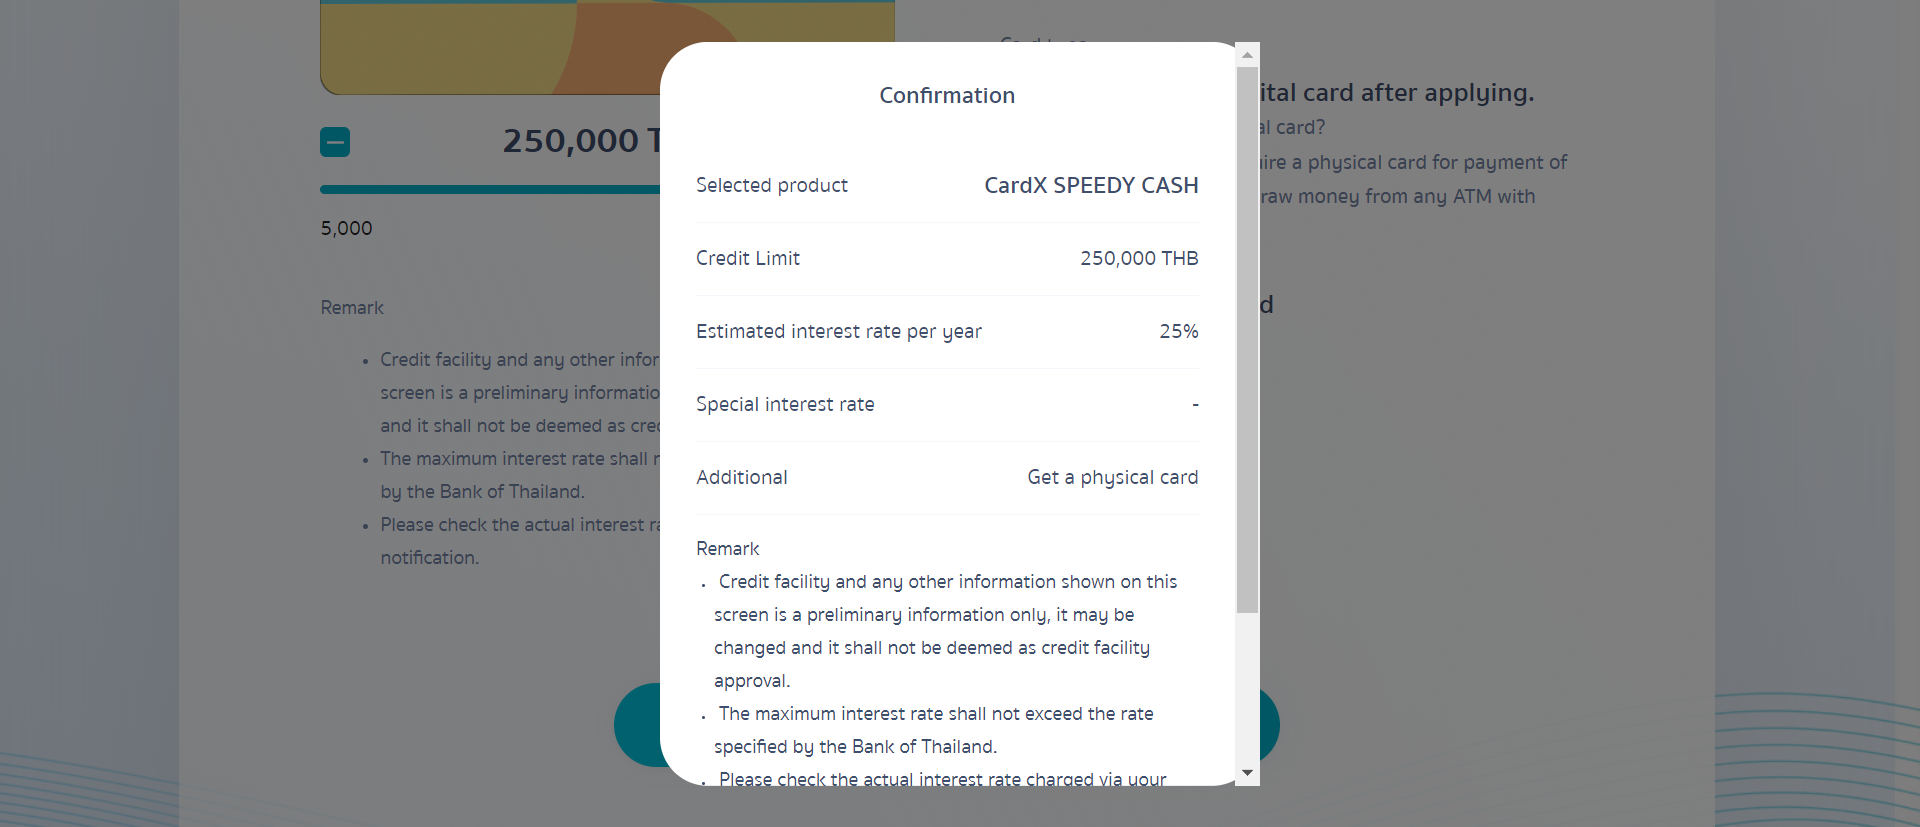 250,000
5,000
Remark
• Credit facility and any other infor
screen is a preliminary informatio
and it shall not be deemed as
• The maximum interest rate shall
by the Bank of Thailand.
• Please check the actual interest
notification.
Confirmation
Selected product CardX SPEEDY CASH
Credit Limit 250,000 THB
Estimated interest rate per year 25%
Special interest rate -
Additional Get a physical card
Remark
• Credit facility and any other information shown on this
screen is a preliminary information only, it may be
changed and it shall not be deemed as credit facility
approval.
• The maximum interest rate shall not exceed the rate
specified by the Bank of Thailand.
• Please check the actual interest rate charged via your
ital card after applying.
al card?
ire a physical card for payment of
raw money from any ATM with
d